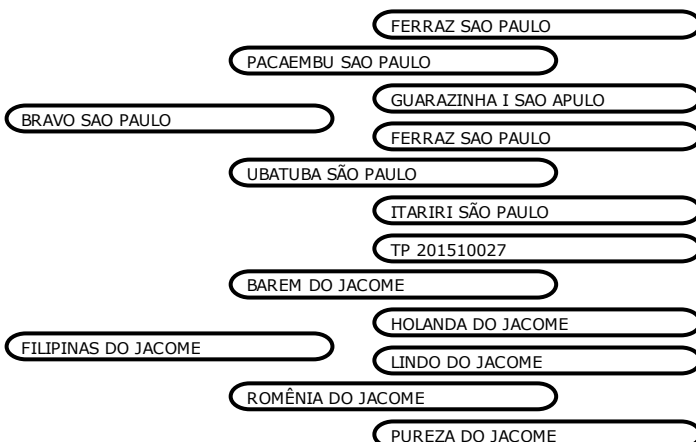 FERRAZ SAO PAULO
PACAEMBU SAO PAULO
GUARAZINHA I SAO APULO
BRAVO SAO PAULO
FERRAZ SAO PAULO
UBATUBA SÃO PAULO
ITARIRI SÃO PAULO
TP 201510027
BAREM DO JACOME
HOLANDA DO JACOME
FILIPINAS DO JACOME
LINDO DO JACOME
ROMÊNIA DO JACOME
PUREZA DO JACOME